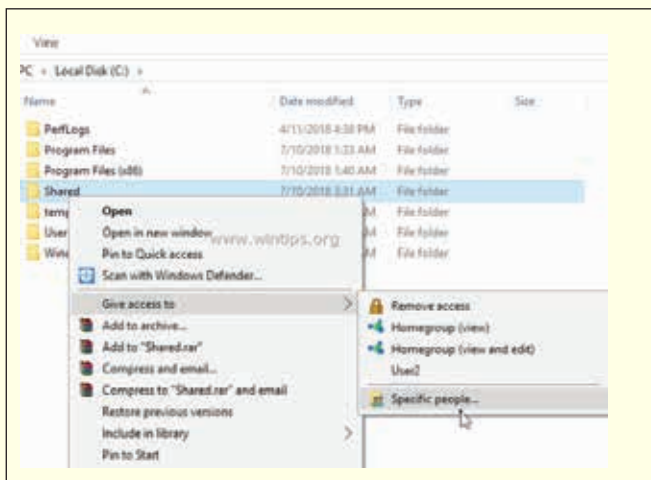 View
PC › Local Disk (C:) ›
Name Date modified Type Size
PerfLogs 4/11/2018 4:38 PM File folder
Program Files 7/10/2018 1:33 AM File folder
Program Files (x86) 7/10/2018 1:40 AM File folder
Shared 7/10/2018 3:31 AM File folder
temp M File folder
User M File folder
Wind M File folder
Open
Open in new window
www.wintips.org
Pin to Quick access
Scan with Windows Defender...
Give access to
Add to archive...
Add to "Shared.rar"
Compress and email...
Compress to "Shared.rar" and email
Restore previous versions
Include in library
Pin to Start
Remove access
Homegroup (view)
Homegroup (view and edit)
User2
Specific people...